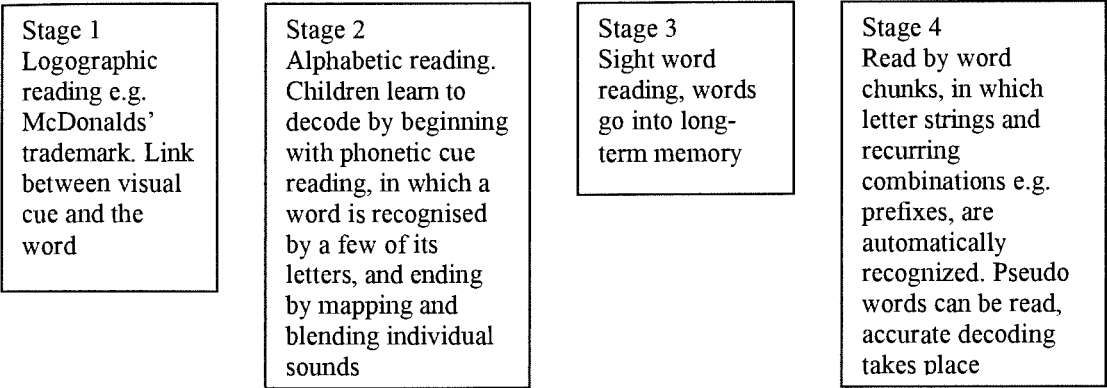 Stage 1
Logographic
reading e.g.
McDonalds'
trademark. Link
between visual
cue and the
word
Stage 2
Alphabetic reading.
Children learn to
decode by beginning
with phonetic cue
reading, in which a
word is recognised
by a few of its
letters, and ending
by mapping and
blending individual
sounds
Stage 3
Sight word
reading, words
go into long-
term memory
Stage 4
Read by word
chunks, in which
letter strings and
recurring
combinations e.g.
prefixes, are
automatically
recognized. Pseudo
words can be read,
accurate decoding
takes place